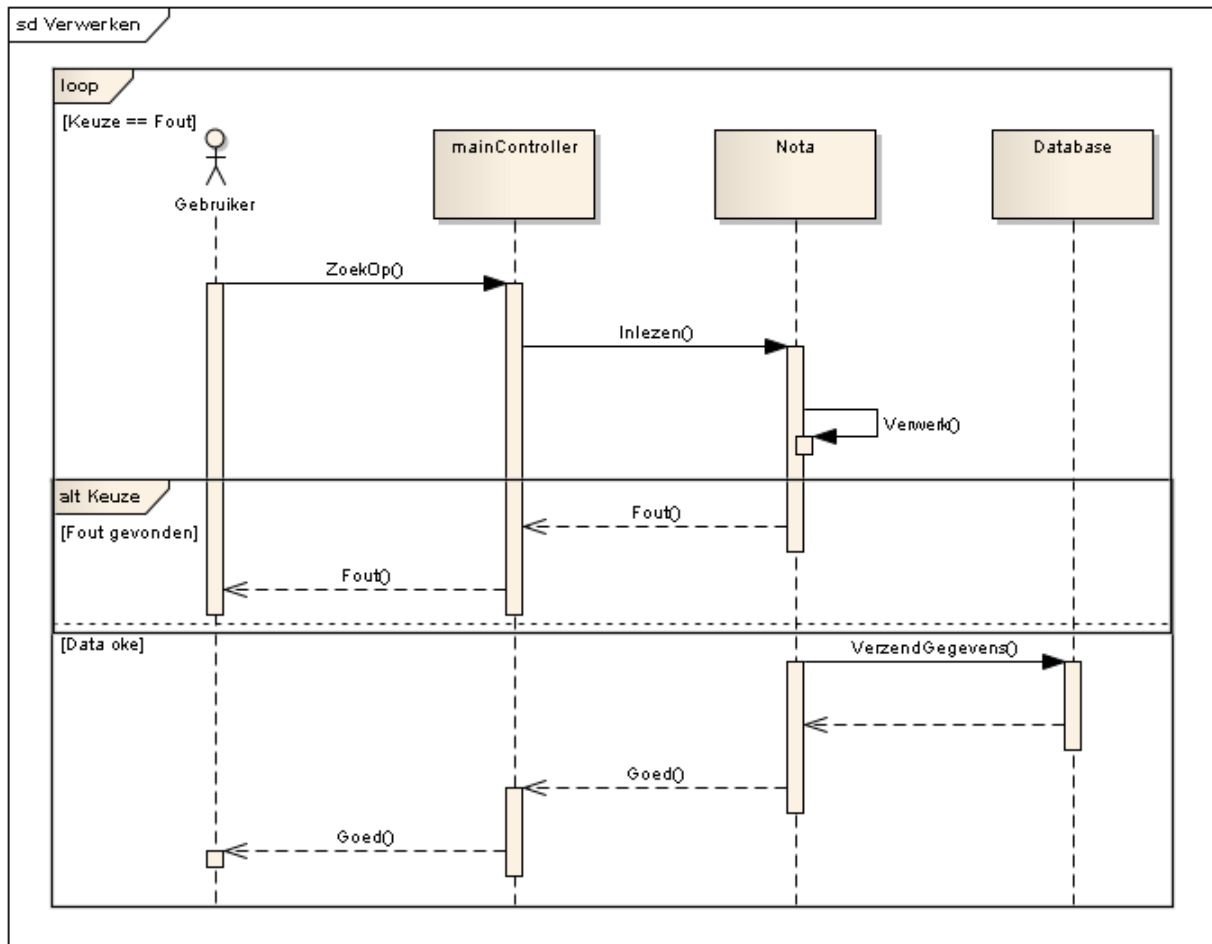 sd Verwerken
loop
[Keuze == Fout]
mainController
Nota
Database
Gebruiker
ZoekOp()
Inlezen()
Verwerk()
alt Keuze
Fout()
[Fout gevonden]
Fout()
[Data oke]
VerzendGegevens()
Goed()
Goed()